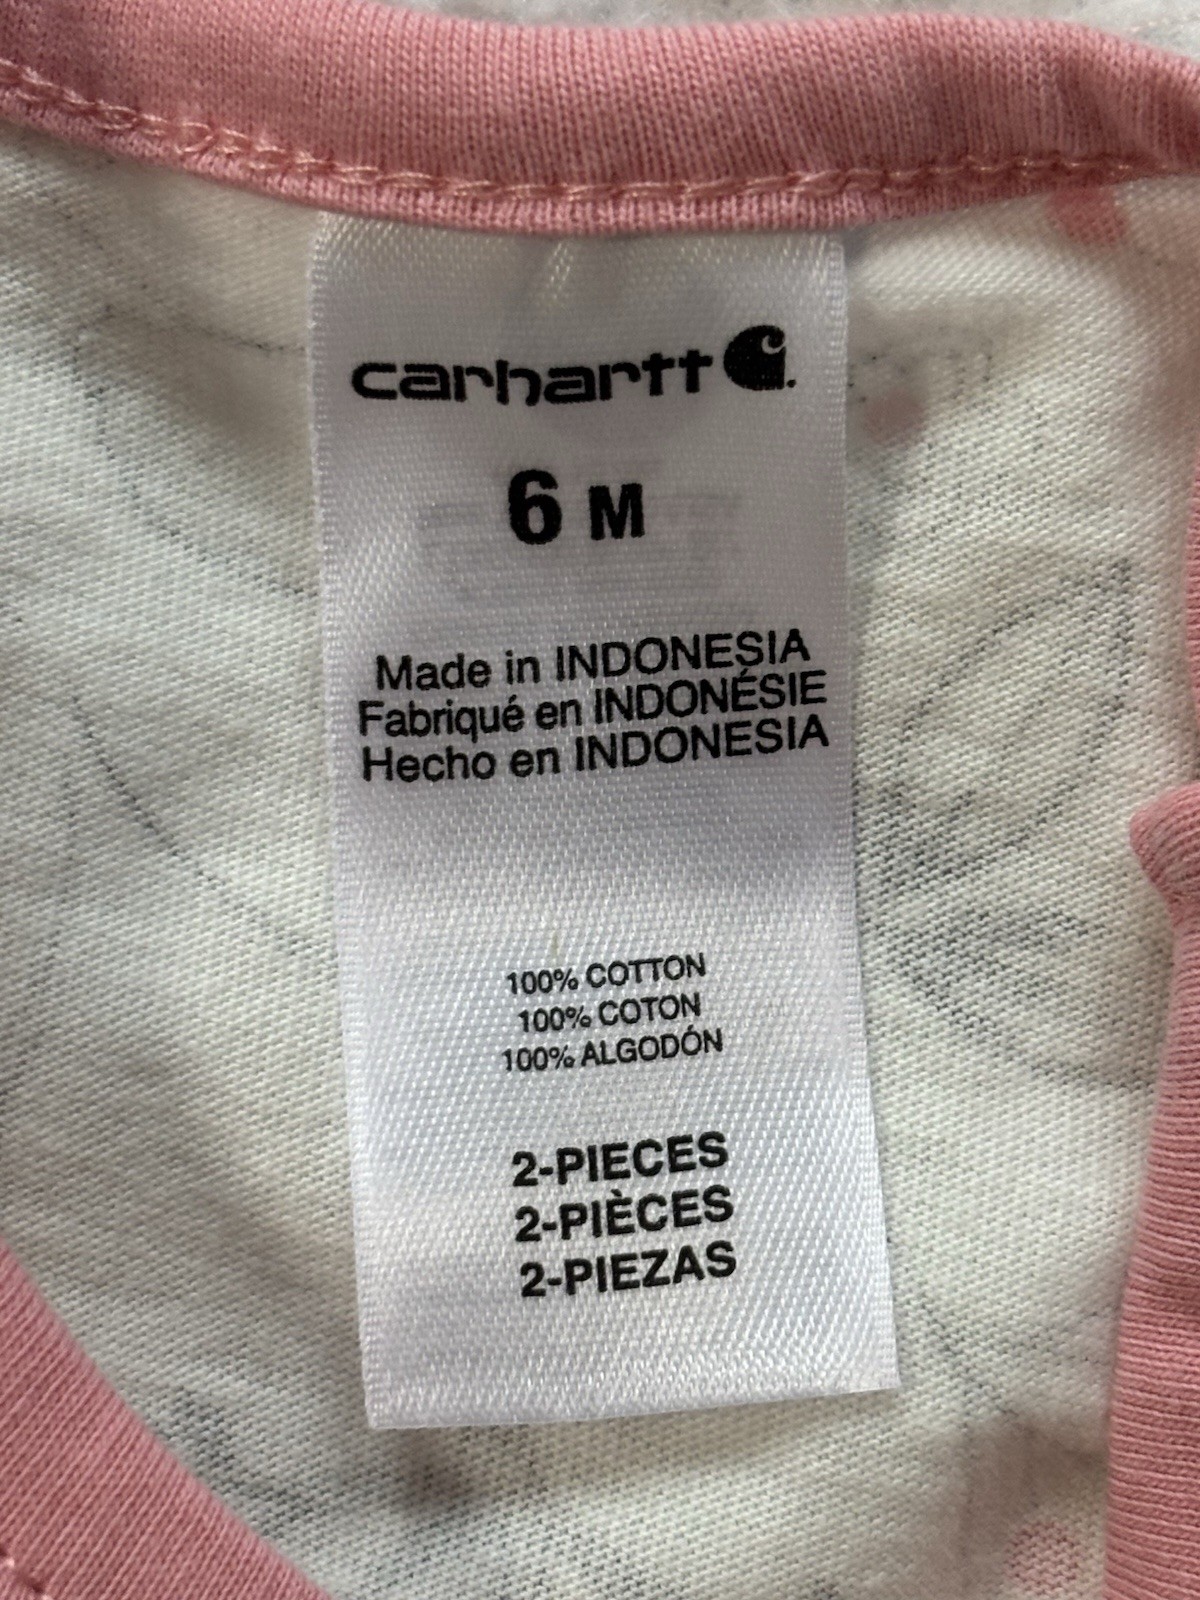 carhartt
6 M
Made in INDONESIA
Fabriqué en INDONÉSIE
Hecho en INDONESIA
100% COTTON
100% COTON
100% ALGODÓN
2-PIECES
2-PIÈCES
2-PIEZAS